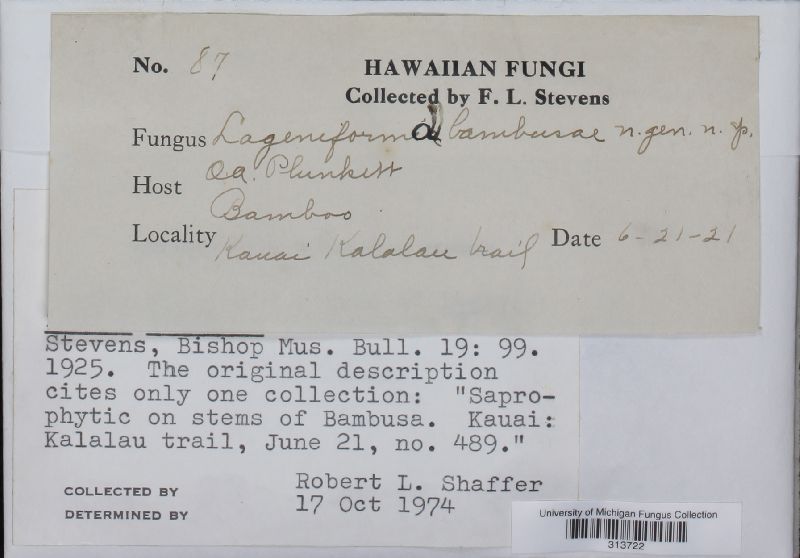 No. 87
HAWAIIAN FUNGI
Collected by F. L. Stevens
Fungus Lageniforma bambusae n. gen. n. sp.
O.A. Plunkett
Host Bamboo
Locality Kauai Kalalau trail Date 6-21-21
Stevens, Bishop Mus. Bull. 19: 99.
1925. The original description
cites only one collection: "Sapro-
phytic on stems of Bambusa. Kauai:
Kalalau trail, June 21, no. 489."
Robert L. Shaffer
17 Oct 1974
COLLECTED BY
DETERMINED BY
University of Michigan Fungus Collection
313722